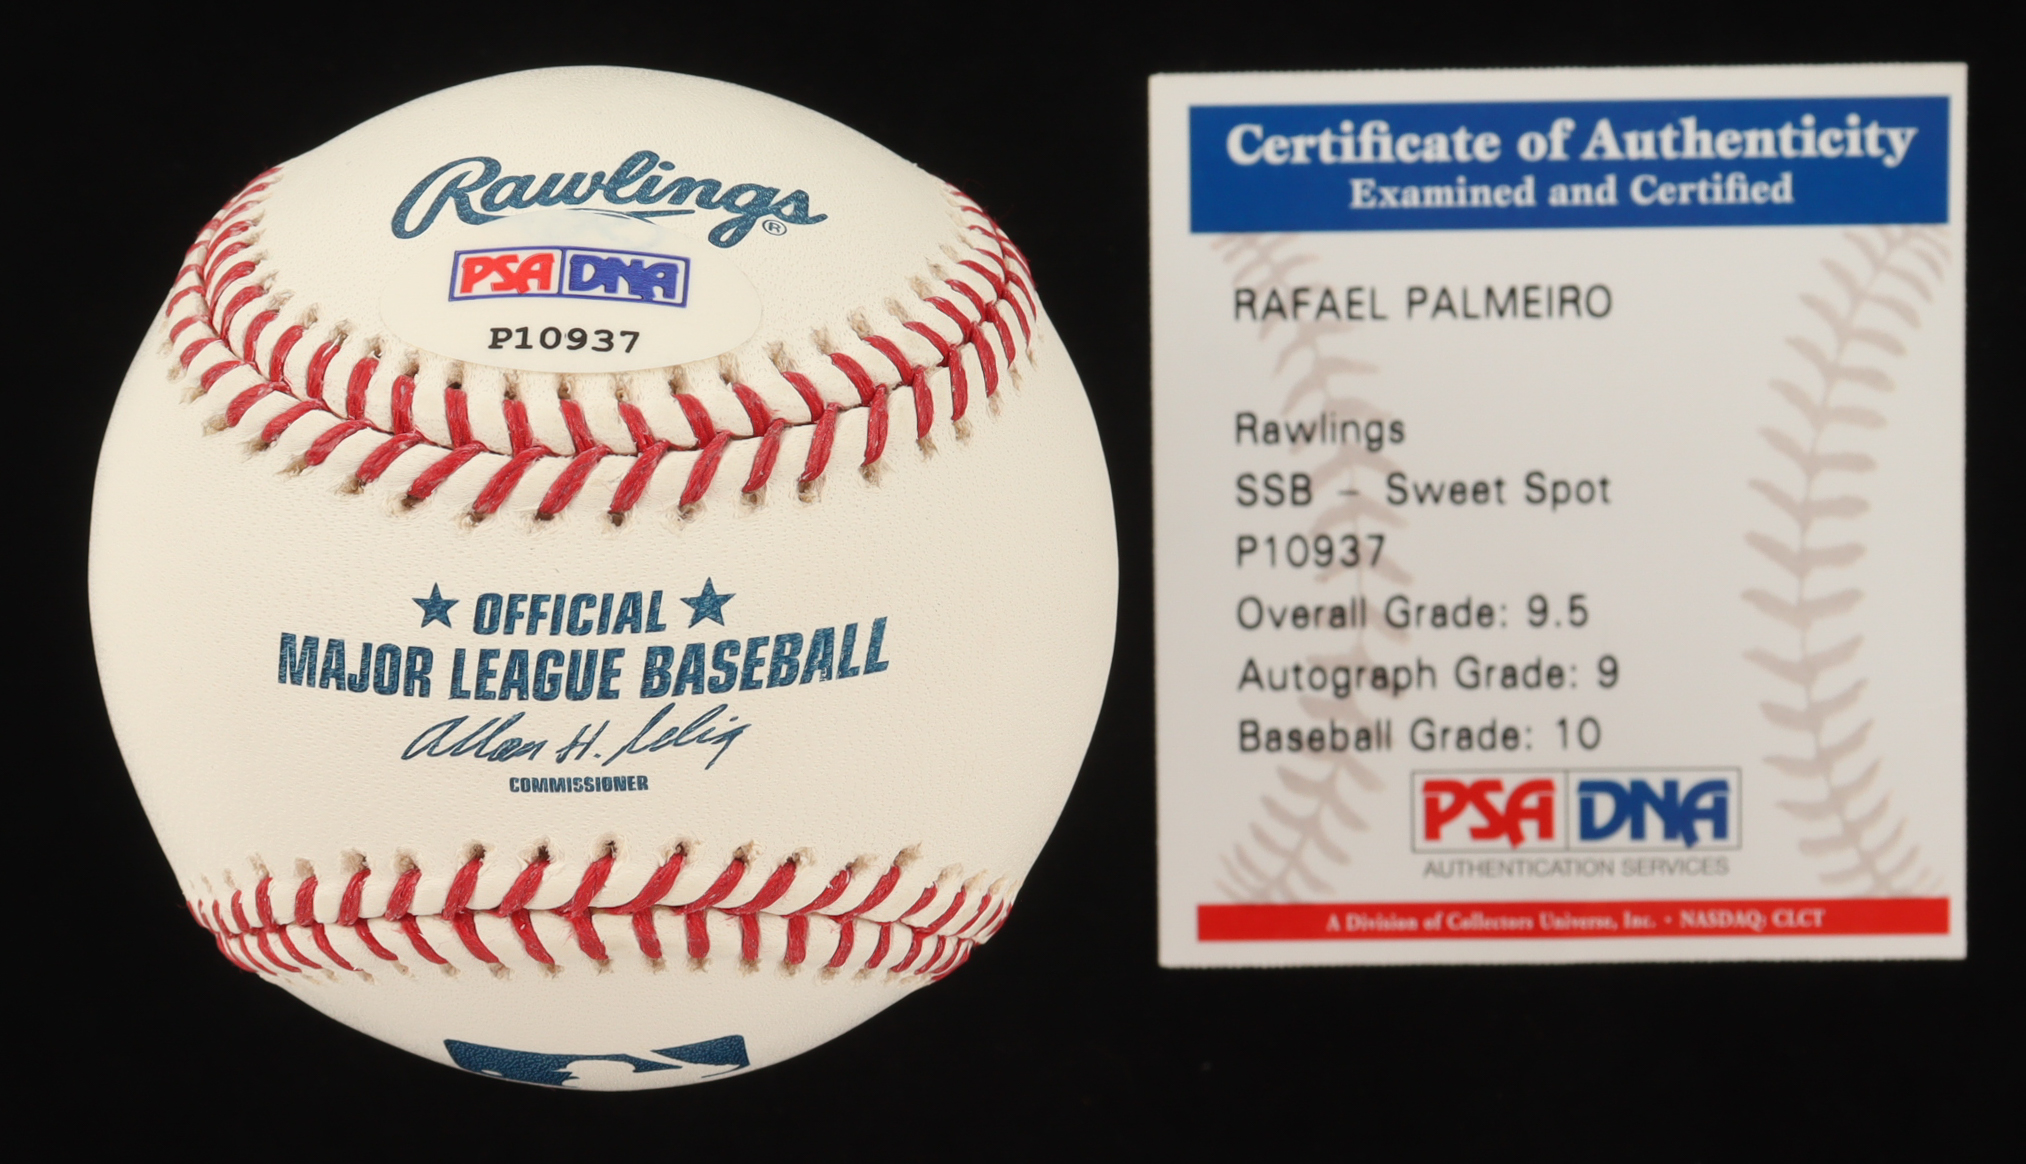 Rawlings®
PSA DNA
P10937
★ OFFICIAL ★
MAJOR LEAGUE BASEBALL
Allan H. Selig
COMMISSIONER
Certificate of Authenticity
Examined and Certified
RAFAEL PALMEIRO
Rawlings
SSB - Sweet Spot
P10937
Overall Grade: 9.5
Autograph Grade: 9
Baseball Grade: 10
PSA DNA
AUTHENTICATION SERVICES
A Division of Collectors Universe, Inc. • NASDAQ: CLCT